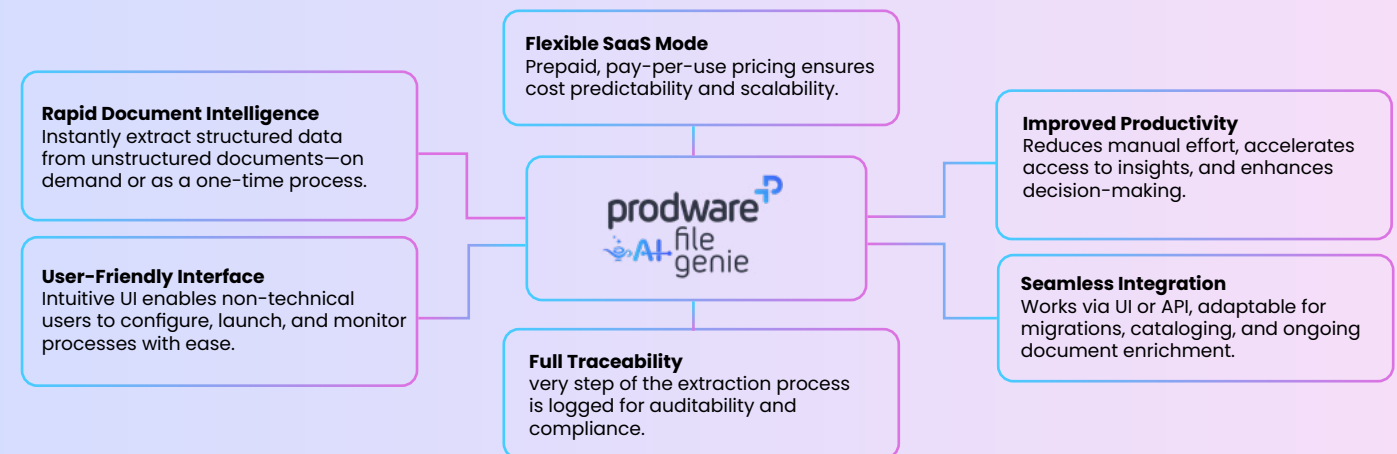 Flexible SaaS Mode
Prepaid, pay-per-use pricing ensures
cost predictability and scalability.
Rapid Document Intelligence
Instantly extract structured data
from unstructured documents—on
demand or as a one-time process.
Improved Productivity
Reduces manual effort, accelerates
access to insights, and enhances
decision-making.
prodware
AI file
genie
User-Friendly Interface
Intuitive UI enables non-technical
users to configure, launch, and monitor
processes with ease.
Seamless Integration
Works via UI or API, adaptable for
migrations, cataloging, and ongoing
document enrichment.
Full Traceability
very step of the extraction process
is logged for auditability and
compliance.